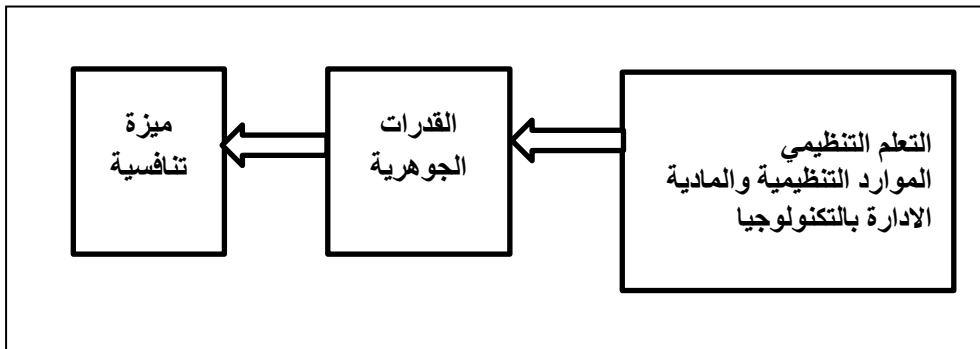 التعلم التنظيمي
الموارد التنظيمية والمادية
الادارة بالتكنولوجيا
القدرات
الجوهرية
ميزة
تنافسية